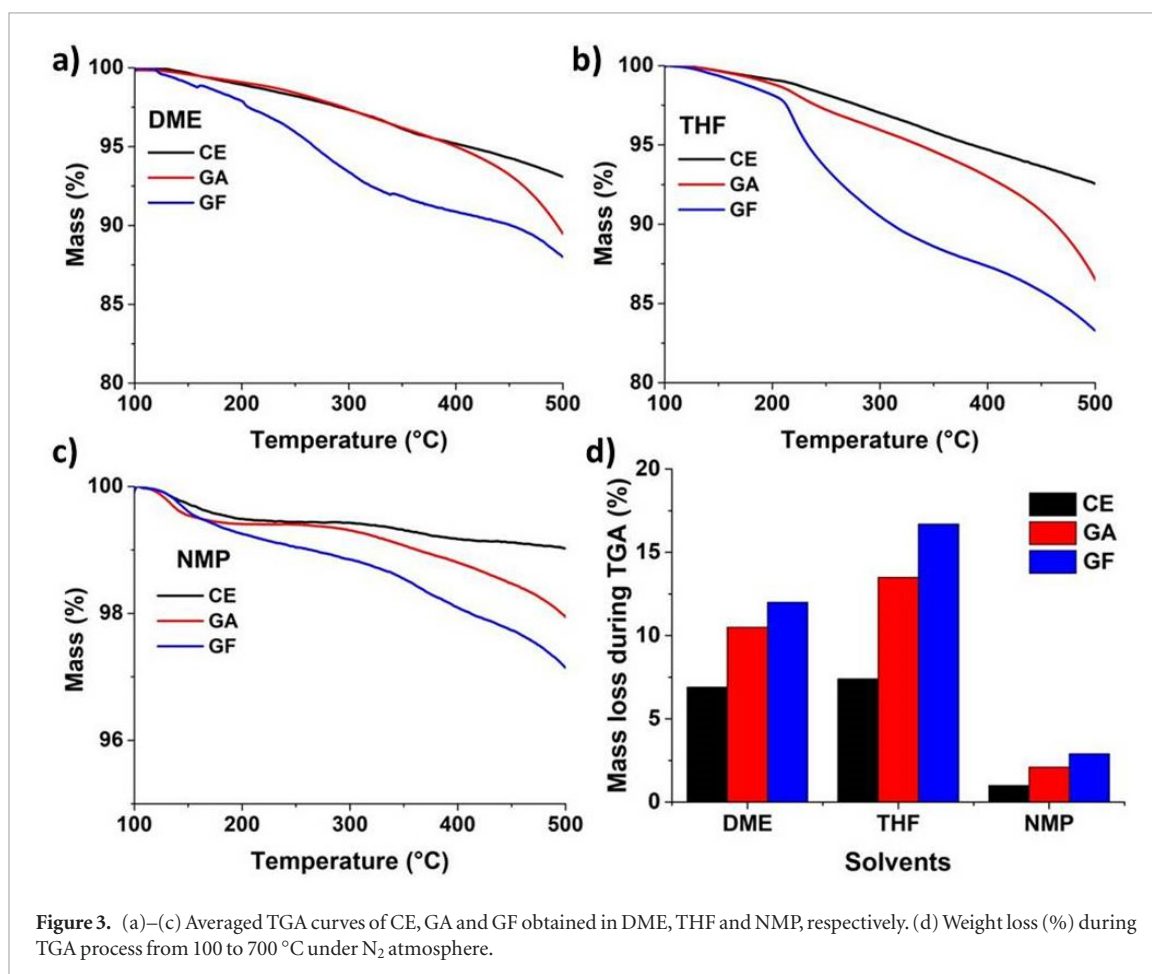 a)
100
95
90
85
80
Mass (%)
DME
CE
GA
GF
100 200 300 400 500
Temperature (°C)
b)
100
95
90
85
80
Mass (%)
THF
CE
GA
GF
100 200 300 400 500
Temperature (°C)
c)
100
98
96
Mass (%)
NMP
CE
GA
GF
100 200 300 400 500
Temperature (°C)
d)
20
15
10
5
0
Mass loss during TGA (%)
CE
GA
GF
DME THF NMP
Solvents
Figure 3. (a)–(c) Averaged TGA curves of CE, GA and GF obtained in DME, THF and NMP, respectively. (d) Weight loss (%) during
TGA process from 100 to 700 °C under N₂ atmosphere.